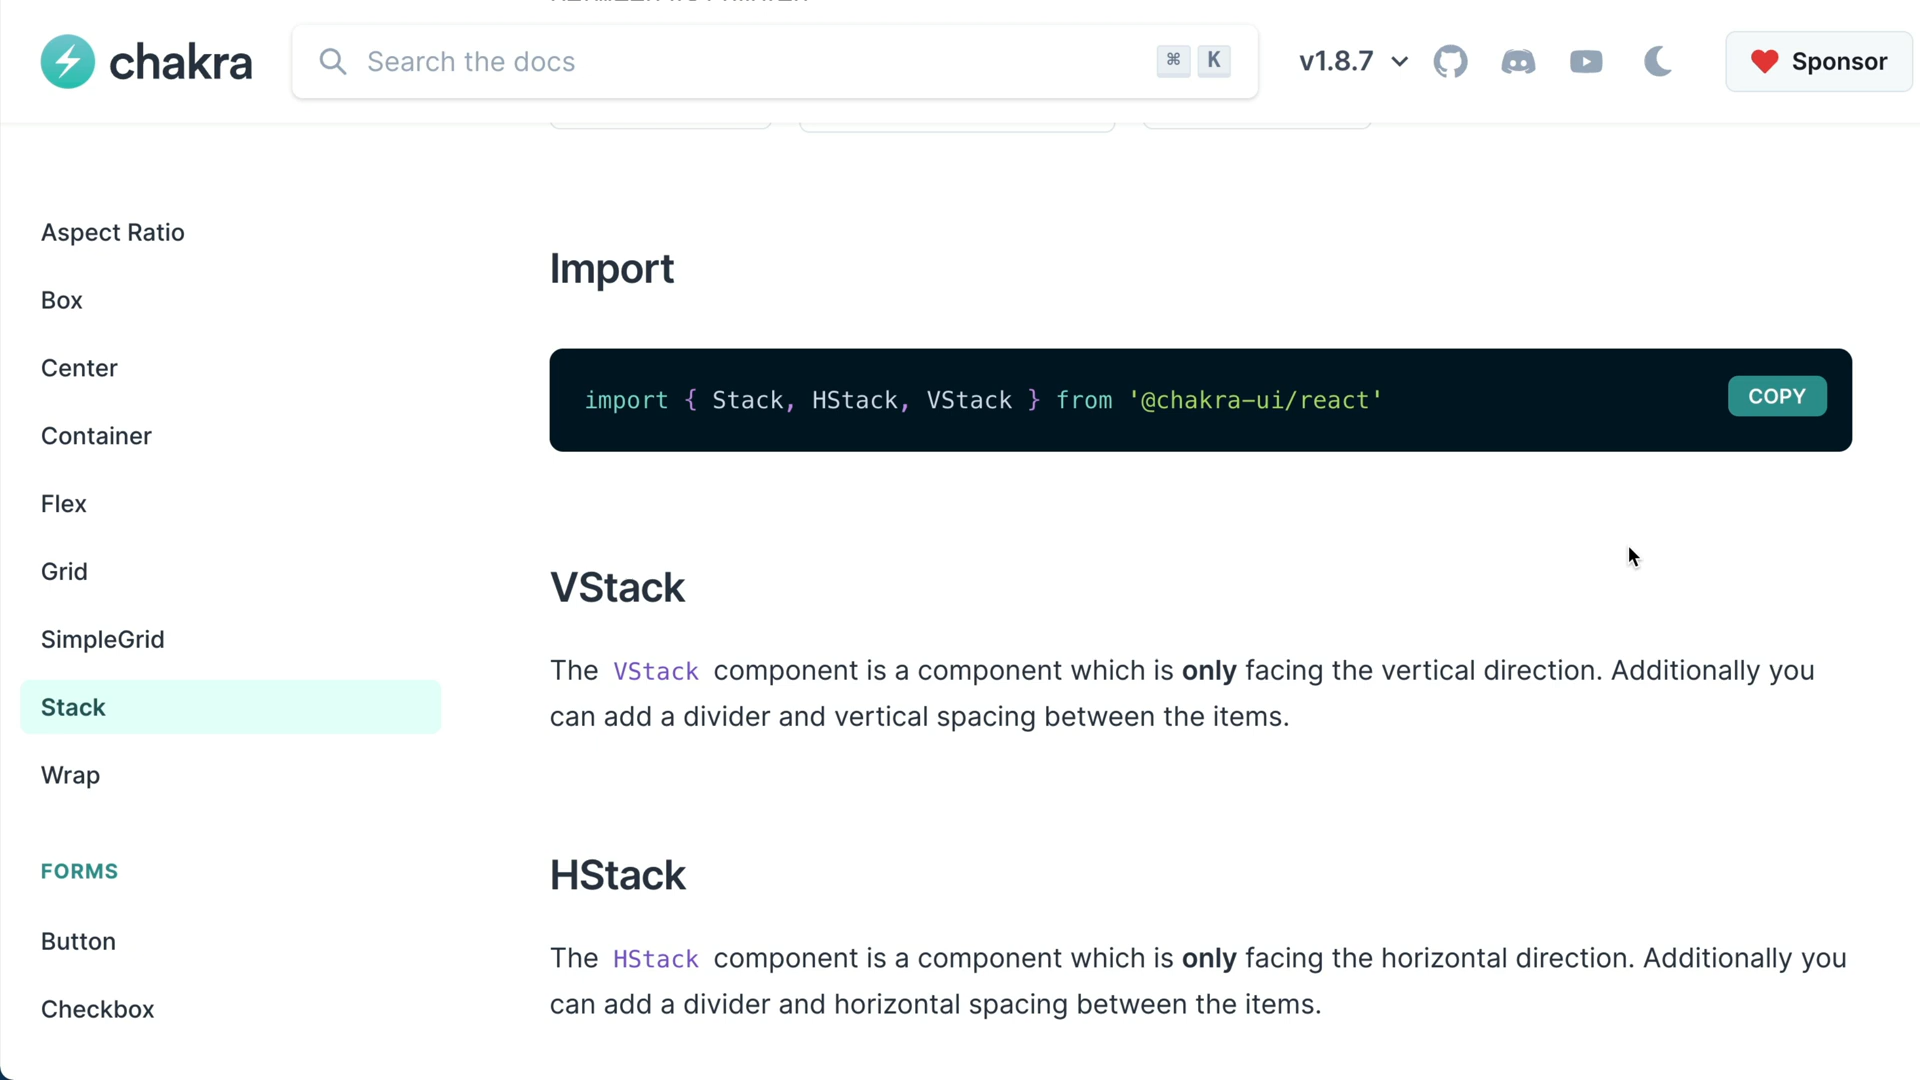 chakra
Search the docs
⌘ K
v1.8.7
Sponsor
Aspect Ratio
Box
Center
Container
Flex
Grid
SimpleGrid
Stack
Wrap
FORMS
Button
Checkbox
Import
import { Stack, HStack, VStack } from '@chakra-ui/react'
COPY
VStack
The VStack component is a component which is only facing the vertical direction. Additionally you
can add a divider and vertical spacing between the items.
HStack
The HStack component is a component which is only facing the horizontal direction. Additionally you
can add a divider and horizontal spacing between the items.